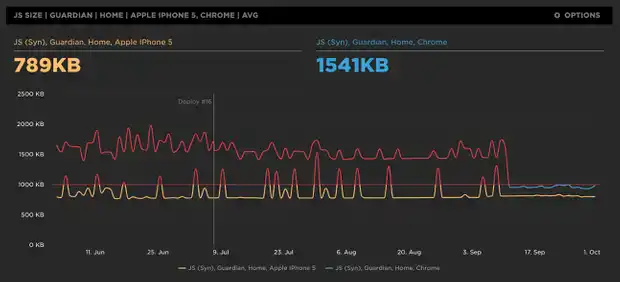 JS SIZE | GUARDIAN | HOME | APPLE IPHONE 5, CHROME | AVG
0 OPTIONS
JS (Syn), Guardian, Home, Apple IPhone 5
JS (Syn), Guardian, Home, Chrome
789KB
1541KB
2500 KB
2000 KB
1500 KB
1000 KB
500 KB
0 KB
Deploy #16
11. Jun
25. Jun
9. Jul
23. Jul
6. Aug
20. Aug
3. Sep
17. Sep
1. Oct
JS (Syn), Guardian, Home, Apple IPhone 5
JS (Syn), Guardian, Home, Chrome